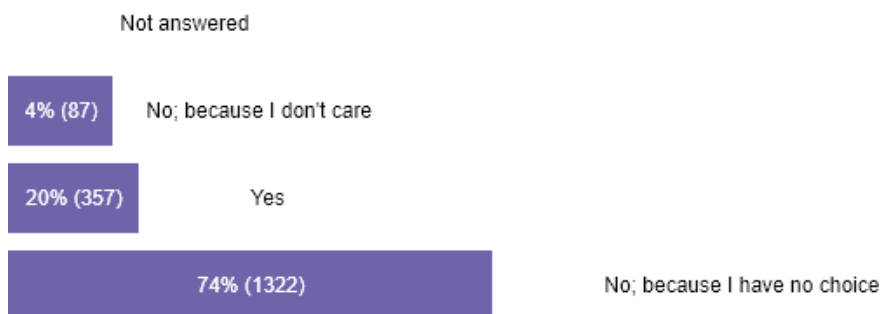 Not answered
4% (87) No; because I don't care
20% (357) Yes
74% (1322) No; because I have no choice